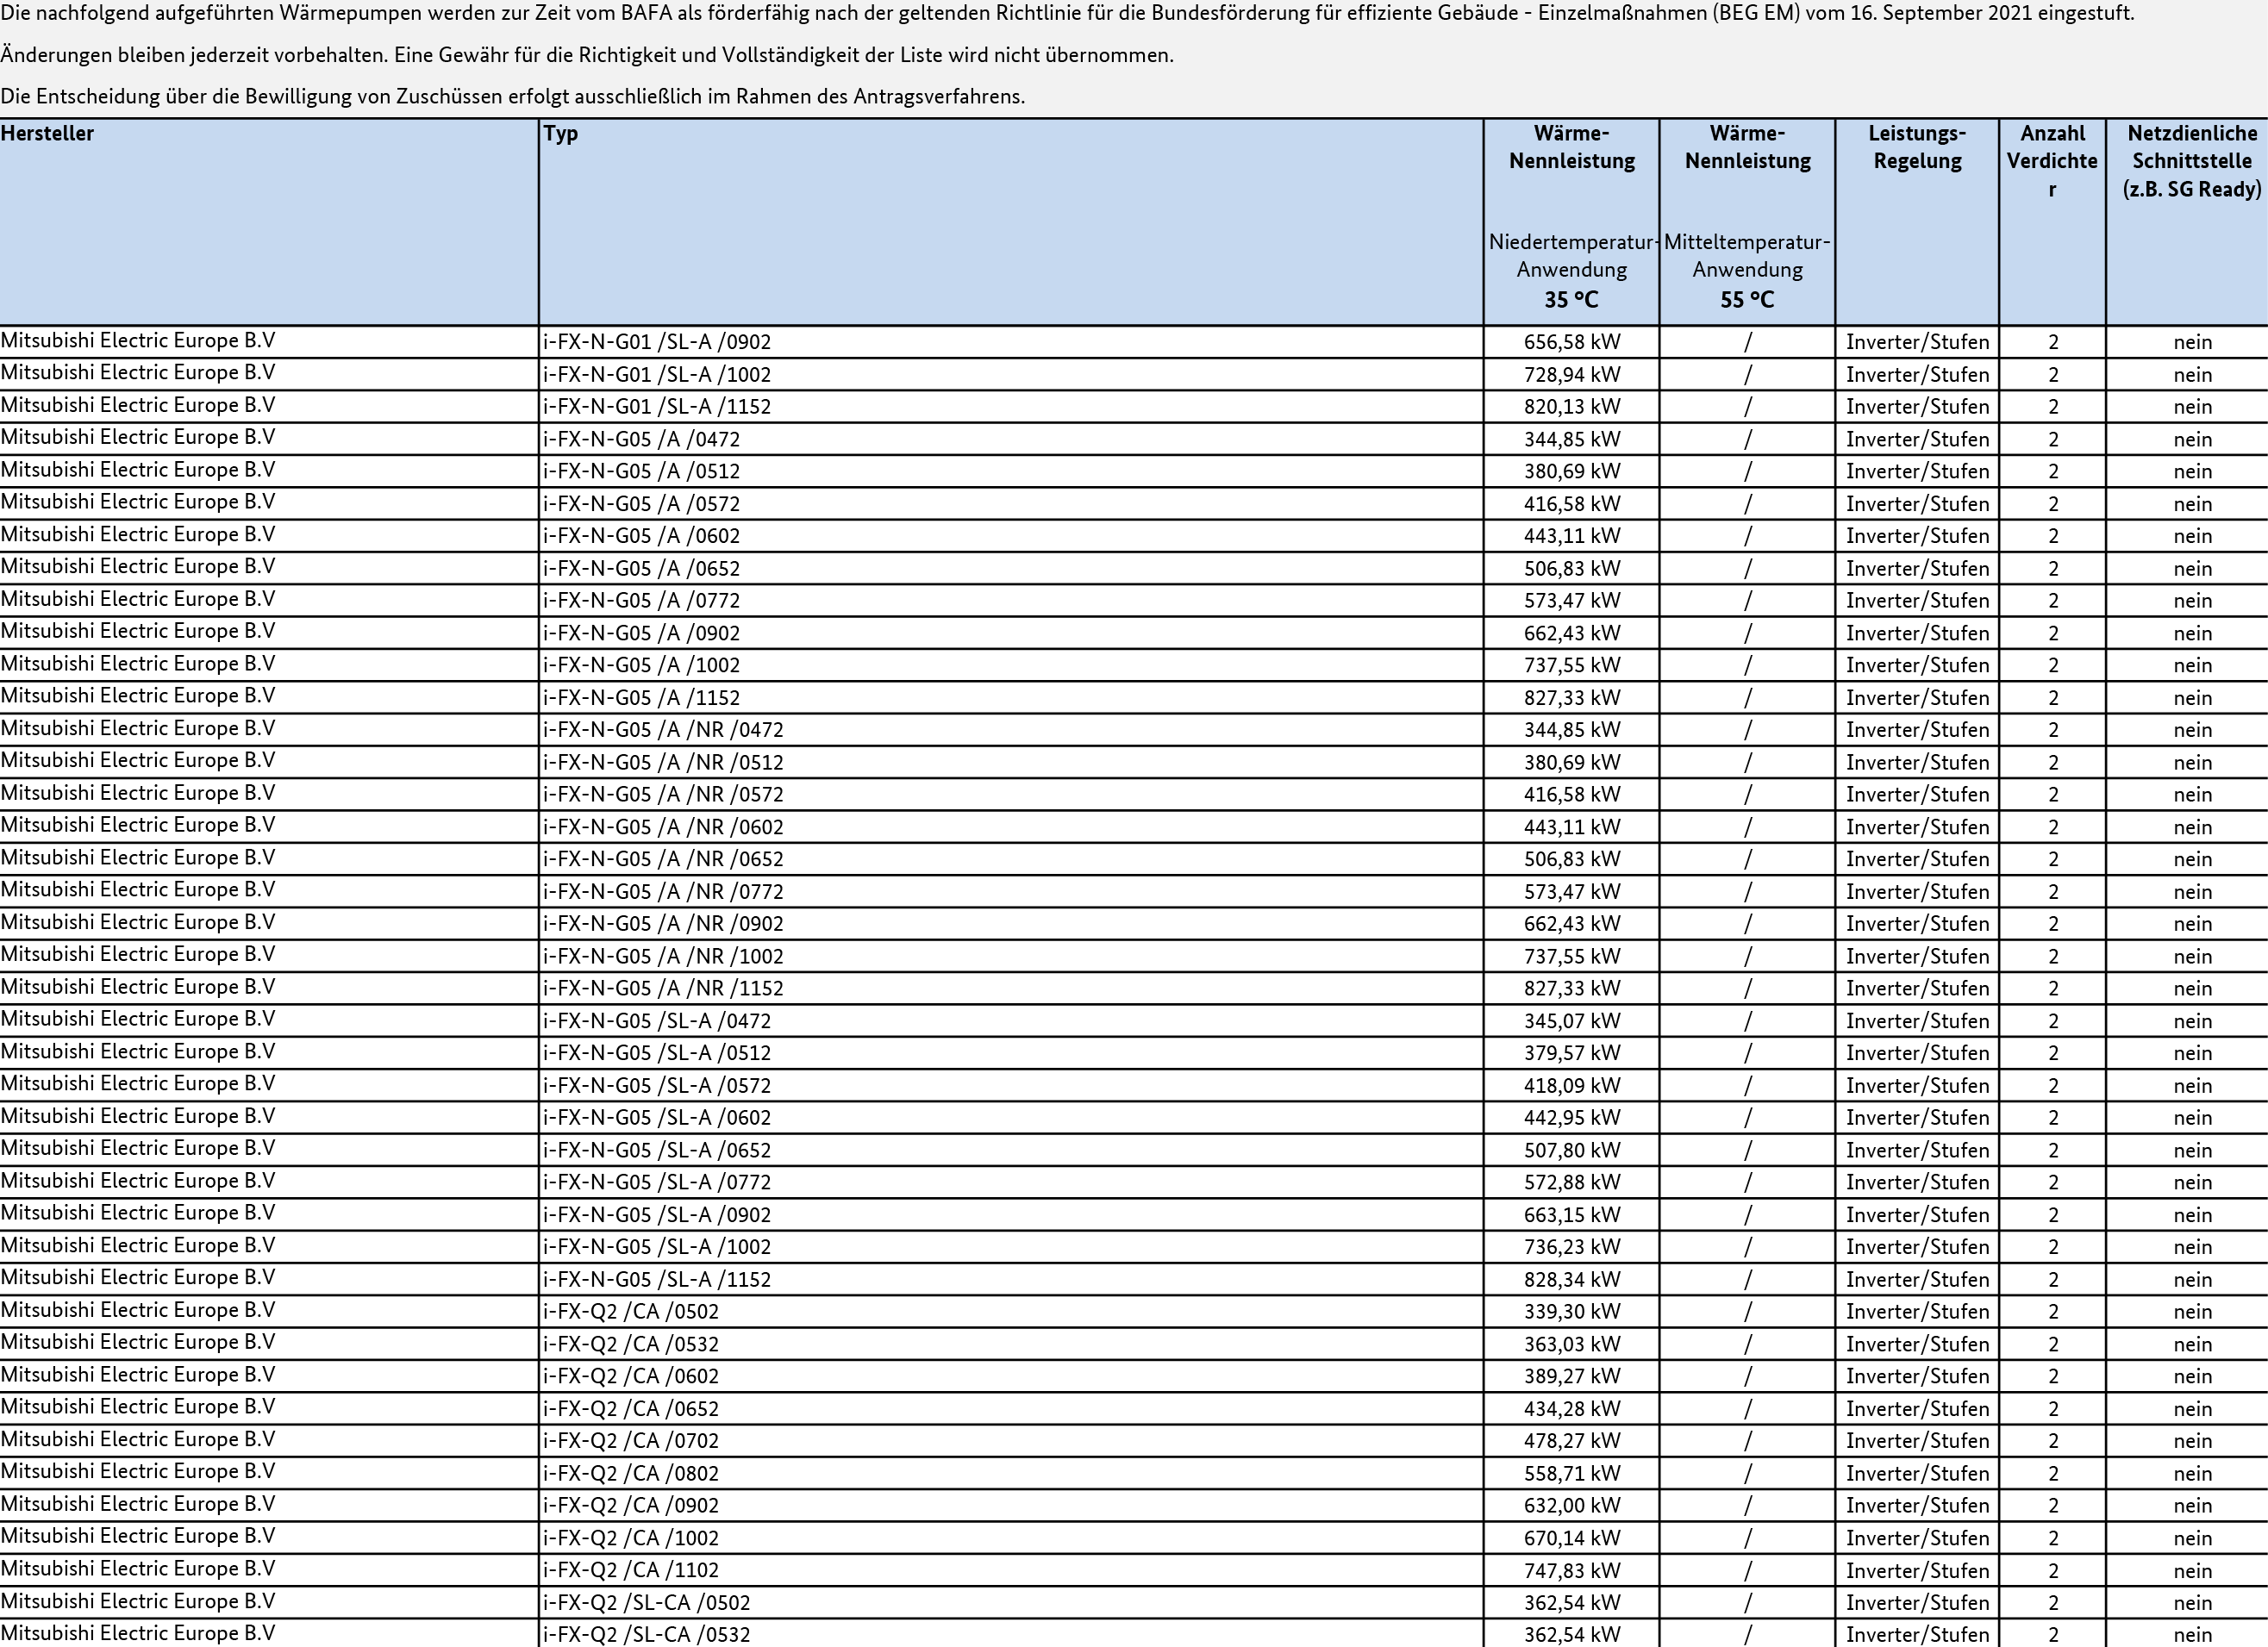 Die nachfolgend aufgeführten Wärmepumpen werden zur Zeit vom BAFA als förderfähig nach der geltenden Richtlinie für die Bundesförderung für effiziente Gebäude - Einzelmaßnahmen (BEG EM) vom 16. September 2021 eingestuft.
Änderungen bleiben jederzeit vorbehalten. Eine Gewähr für die Richtigkeit und Vollständigkeit der Liste wird nicht übernommen.
Die Entscheidung über die Bewilligung von Zuschüssen erfolgt ausschließlich im Rahmen des Antragsverfahrens.
Hersteller Typ Wärme- Wärme- Leistungs- Anzahl Netzdienliche
Nennleistung Nennleistung Regelung Verdichte Schnittstelle
r (z.B. SG Ready)
Niedertemperatur- Mitteltemperatur-
Anwendung Anwendung
35 °C 55 °C
Mitsubishi Electric Europe B.V i-FX-N-G01 /SL-A /0902 656,58 kW / Inverter/Stufen 2 nein
Mitsubishi Electric Europe B.V i-FX-N-G01 /SL-A /1002 728,94 kW / Inverter/Stufen 2 nein
Mitsubishi Electric Europe B.V i-FX-N-G01 /SL-A /1152 820,13 kW / Inverter/Stufen 2 nein
Mitsubishi Electric Europe B.V i-FX-N-G05 /A /0472 344,85 kW / Inverter/Stufen 2 nein
Mitsubishi Electric Europe B.V i-FX-N-G05 /A /0512 380,69 kW / Inverter/Stufen 2 nein
Mitsubishi Electric Europe B.V i-FX-N-G05 /A /0572 416,58 kW / Inverter/Stufen 2 nein
Mitsubishi Electric Europe B.V i-FX-N-G05 /A /0602 443,11 kW / Inverter/Stufen 2 nein
Mitsubishi Electric Europe B.V i-FX-N-G05 /A /0652 506,83 kW / Inverter/Stufen 2 nein
Mitsubishi Electric Europe B.V i-FX-N-G05 /A /0772 573,47 kW / Inverter/Stufen 2 nein
Mitsubishi Electric Europe B.V i-FX-N-G05 /A /0902 662,43 kW / Inverter/Stufen 2 nein
Mitsubishi Electric Europe B.V i-FX-N-G05 /A /1002 737,55 kW / Inverter/Stufen 2 nein
Mitsubishi Electric Europe B.V i-FX-N-G05 /A /1152 827,33 kW / Inverter/Stufen 2 nein
Mitsubishi Electric Europe B.V i-FX-N-G05 /A /NR /0472 344,85 kW / Inverter/Stufen 2 nein
Mitsubishi Electric Europe B.V i-FX-N-G05 /A /NR /0512 380,69 kW / Inverter/Stufen 2 nein
Mitsubishi Electric Europe B.V i-FX-N-G05 /A /NR /0572 416,58 kW / Inverter/Stufen 2 nein
Mitsubishi Electric Europe B.V i-FX-N-G05 /A /NR /0602 443,11 kW / Inverter/Stufen 2 nein
Mitsubishi Electric Europe B.V i-FX-N-G05 /A /NR /0652 506,83 kW / Inverter/Stufen 2 nein
Mitsubishi Electric Europe B.V i-FX-N-G05 /A /NR /0772 573,47 kW / Inverter/Stufen 2 nein
Mitsubishi Electric Europe B.V i-FX-N-G05 /A /NR /0902 662,43 kW / Inverter/Stufen 2 nein
Mitsubishi Electric Europe B.V i-FX-N-G05 /A /NR /1002 737,55 kW / Inverter/Stufen 2 nein
Mitsubishi Electric Europe B.V i-FX-N-G05 /A /NR /1152 827,33 kW / Inverter/Stufen 2 nein
Mitsubishi Electric Europe B.V i-FX-N-G05 /SL-A /0472 345,07 kW / Inverter/Stufen 2 nein
Mitsubishi Electric Europe B.V i-FX-N-G05 /SL-A /0512 379,57 kW / Inverter/Stufen 2 nein
Mitsubishi Electric Europe B.V i-FX-N-G05 /SL-A /0572 418,09 kW / Inverter/Stufen 2 nein
Mitsubishi Electric Europe B.V i-FX-N-G05 /SL-A /0602 442,95 kW / Inverter/Stufen 2 nein
Mitsubishi Electric Europe B.V i-FX-N-G05 /SL-A /0652 507,80 kW / Inverter/Stufen 2 nein
Mitsubishi Electric Europe B.V i-FX-N-G05 /SL-A /0772 572,88 kW / Inverter/Stufen 2 nein
Mitsubishi Electric Europe B.V i-FX-N-G05 /SL-A /0902 663,15 kW / Inverter/Stufen 2 nein
Mitsubishi Electric Europe B.V i-FX-N-G05 /SL-A /1002 736,23 kW / Inverter/Stufen 2 nein
Mitsubishi Electric Europe B.V i-FX-N-G05 /SL-A /1152 828,34 kW / Inverter/Stufen 2 nein
Mitsubishi Electric Europe B.V i-FX-Q2 /CA /0502 339,30 kW / Inverter/Stufen 2 nein
Mitsubishi Electric Europe B.V i-FX-Q2 /CA /0532 363,03 kW / Inverter/Stufen 2 nein
Mitsubishi Electric Europe B.V i-FX-Q2 /CA /0602 389,27 kW / Inverter/Stufen 2 nein
Mitsubishi Electric Europe B.V i-FX-Q2 /CA /0652 434,28 kW / Inverter/Stufen 2 nein
Mitsubishi Electric Europe B.V i-FX-Q2 /CA /0702 478,27 kW / Inverter/Stufen 2 nein
Mitsubishi Electric Europe B.V i-FX-Q2 /CA /0802 558,71 kW / Inverter/Stufen 2 nein
Mitsubishi Electric Europe B.V i-FX-Q2 /CA /0902 632,00 kW / Inverter/Stufen 2 nein
Mitsubishi Electric Europe B.V i-FX-Q2 /CA /1002 670,14 kW / Inverter/Stufen 2 nein
Mitsubishi Electric Europe B.V i-FX-Q2 /CA /1102 747,83 kW / Inverter/Stufen 2 nein
Mitsubishi Electric Europe B.V i-FX-Q2 /SL-CA /0502 362,54 kW / Inverter/Stufen 2 nein
Mitsubishi Electric Europe B.V i-FX-Q2 /SL-CA /0532 362,54 kW / Inverter/Stufen 2 nein